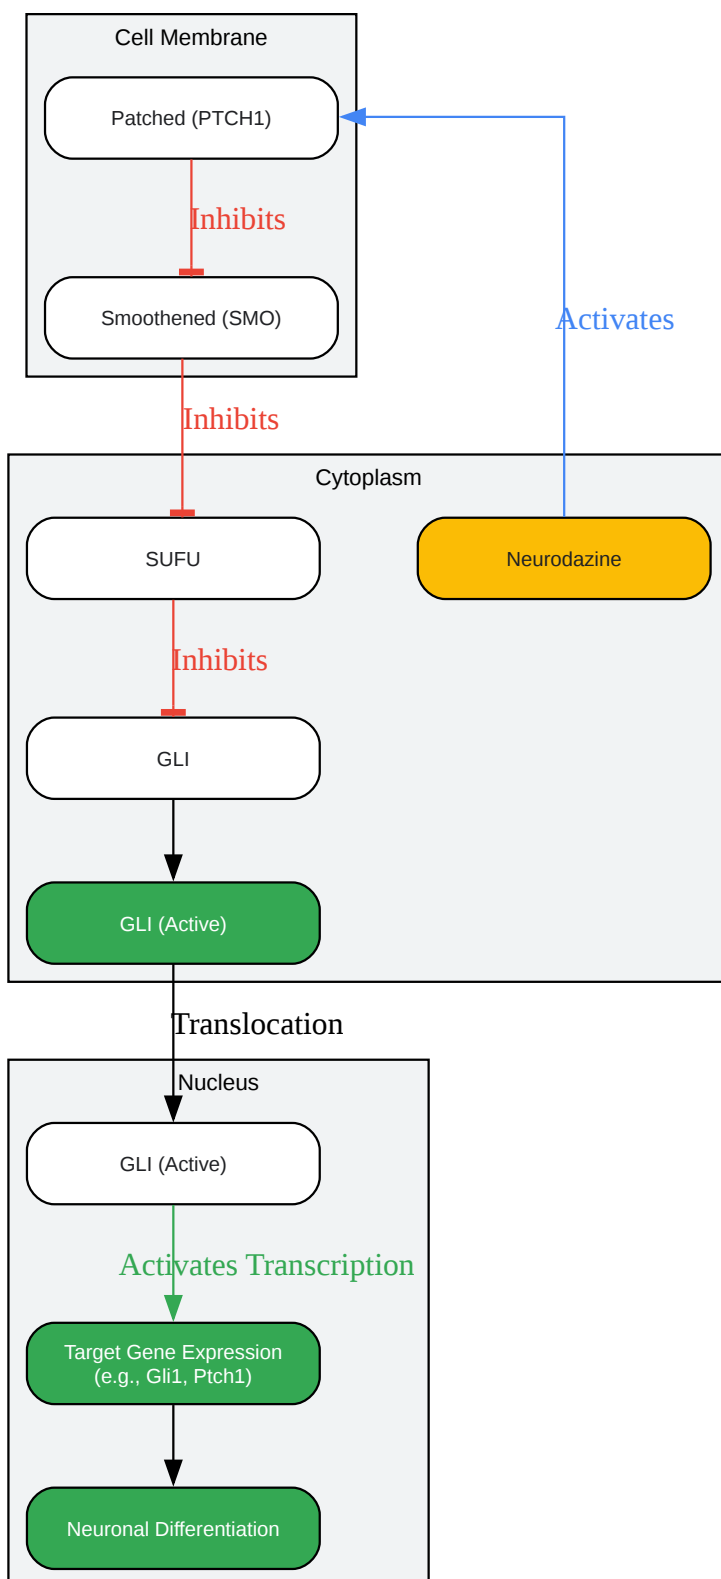 Cell Membrane
Patched (PTCH1)
Inhibits
Smoothened (SMO)
Activates
Inhibits
Cytoplasm
SUFU
Neurodazine
Inhibits
GLI
GLI (Active)
Translocation
Nucleus
GLI (Active)
Activates Transcription
Target Gene Expression
(e.g., Gli1, Ptch1)
Neuronal Differentiation